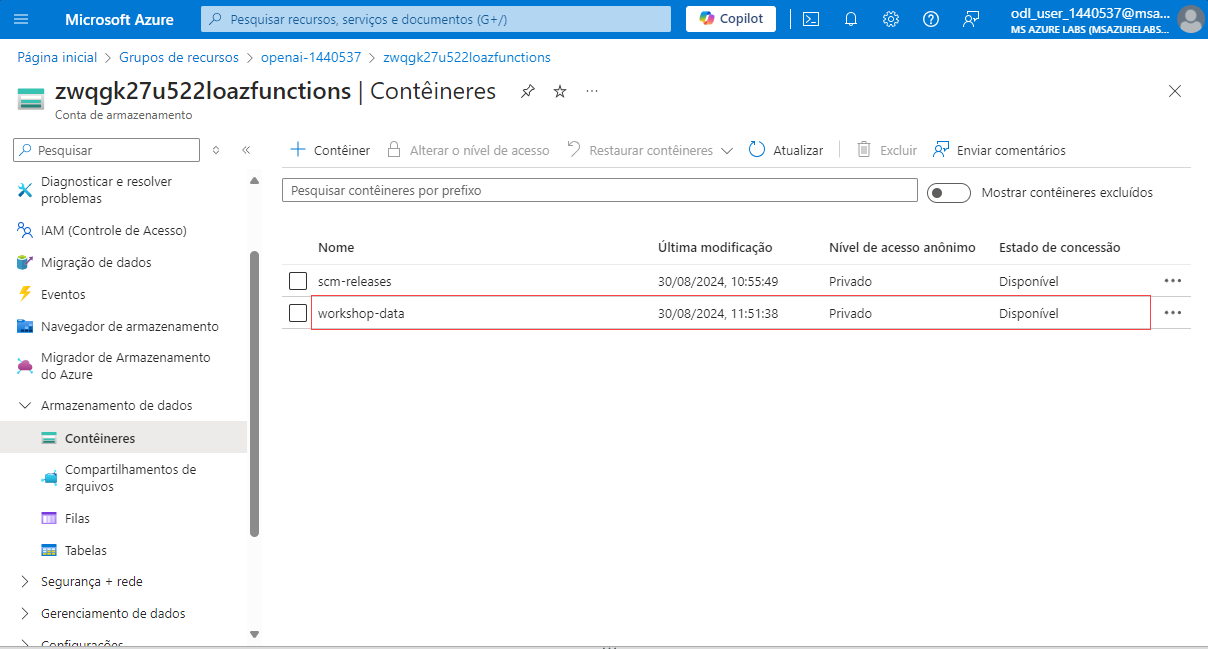 Microsoft Azure
Pesquisar recursos, serviços e documentos (G+/)
Copilot
odl_user_1440537@msa...
MS AZURE LABS (MSAZURELABS...
Página inicial > Grupos de recursos > openai-1440537 > zwqgk27u522loazfunctions
zwqgk27u522loazfunctions | Contêineres
Conta de armazenamento
Pesquisar
Contêiner
Alterar o nível de acesso
Restaurar contêineres
Atualizar
Excluir
Enviar comentários
Diagnosticar e resolver
problemas
IAM (Controle de Acesso)
Migração de dados
Eventos
Navegador de armazenamento
Migrador de Armazenamento
do Azure
Armazenamento de dados
Contêineres
Compartilhamentos de
arquivos
Filas
Tabelas
Segurança + rede
Gerenciamento de dados
Configurações
Pesquisar contêineres por prefixo
Mostrar contêineres excluídos
Nome Última modificação Nível de acesso anônimo Estado de concessão
scm-releases 30/08/2024, 10:55:49 Privado Disponível
workshop-data 30/08/2024, 11:51:38 Privado Disponível